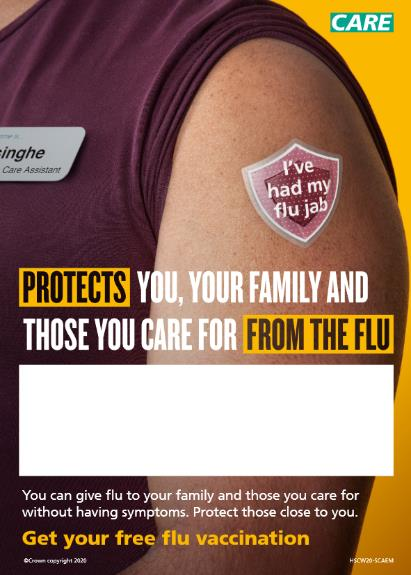 CARE
singhe
Care Assistant
I've
had my
flu jab
PROTECTS YOU, YOUR FAMILY AND
THOSE YOU CARE FOR FROM THE FLU
You can give flu to your family and those you care for
without having symptoms. Protect those close to you.
Get your free flu vaccination
©Crown copyright 2020
HSCW20-SCAEMI